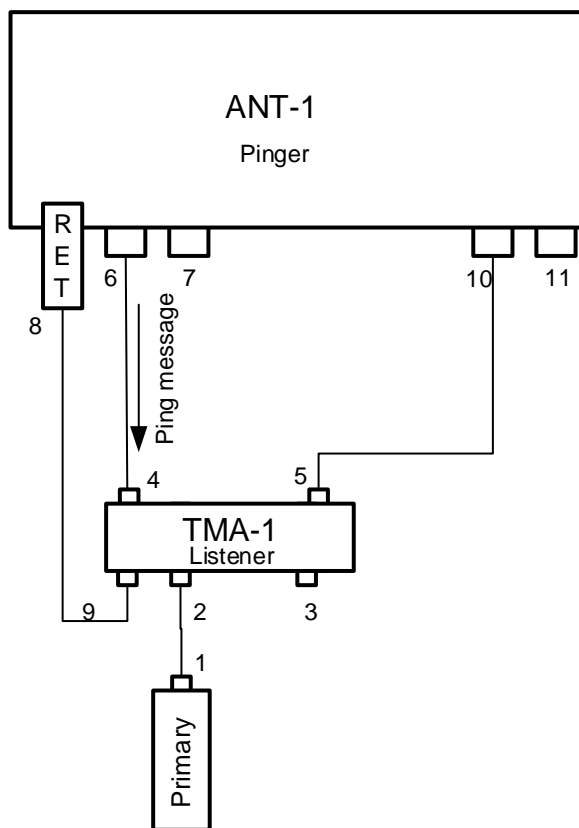 ANT-1
Pinger
R
E
T
6
7
10
11
8
Ping message
4
5
TMA-1
Listener
9
2
3
1
Primary